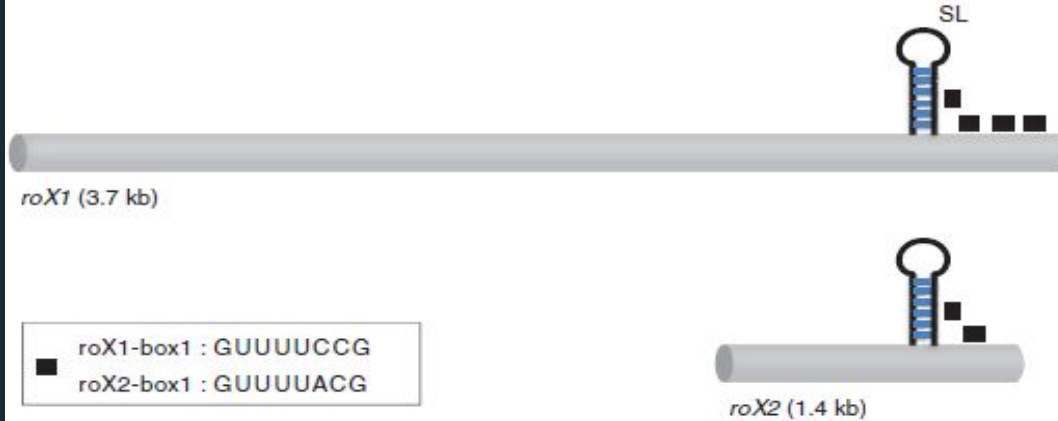 SL
roX1 (3.7 kb)
roX1-box1 : GUUUUCCG
roX2-box1 : GUUUUACG
roX2 (1.4 kb)